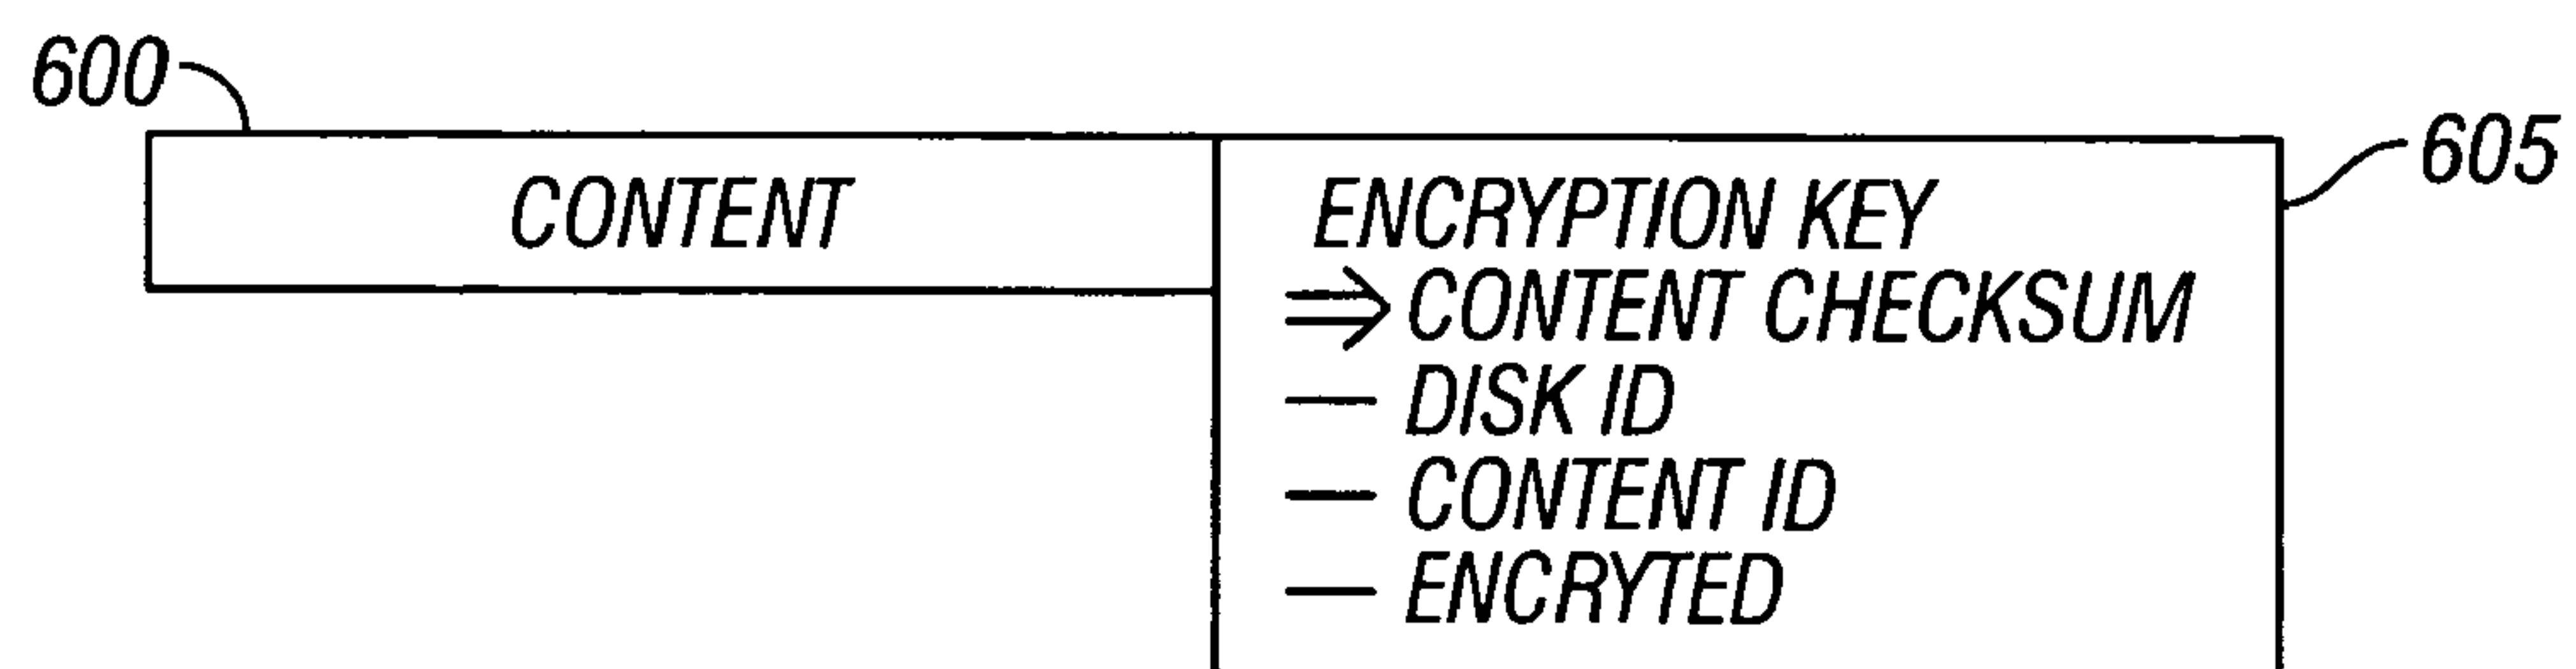 600
605
CONTENT
ENCRYPTION KEY
⇒ CONTENT CHECKSUM
— DISK ID
— CONTENT ID
— ENCRYTED